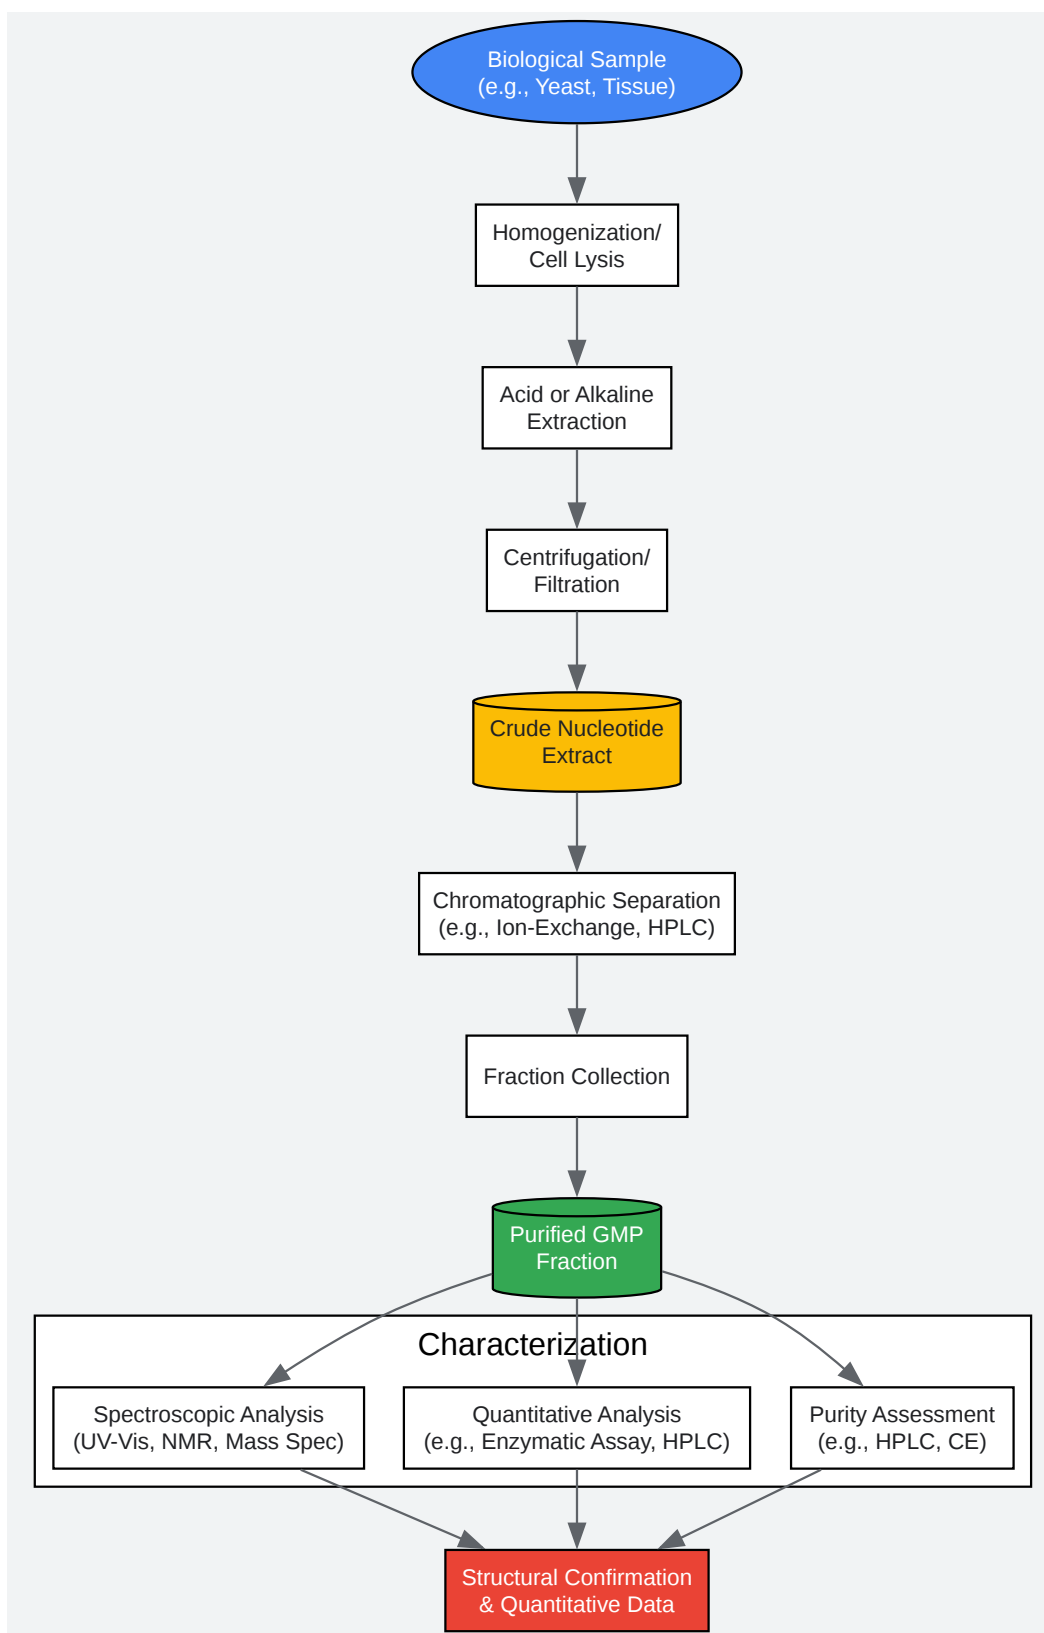 Biological Sample
(e.g., Yeast, Tissue)
Homogenization/
Cell Lysis
Acid or Alkaline
Extraction
Centrifugation/
Filtration
Crude Nucleotide
Extract
Chromatographic Separation
(e.g., Ion-Exchange, HPLC)
Fraction Collection
Purified GMP
Fraction
Characterization
Spectroscopic Analysis
(UV-Vis, NMR, Mass Spec)
Quantitative Analysis
(e.g., Enzymatic Assay, HPLC)
Purity Assessment
(e.g., HPLC, CE)
Structural Confirmation
& Quantitative Data